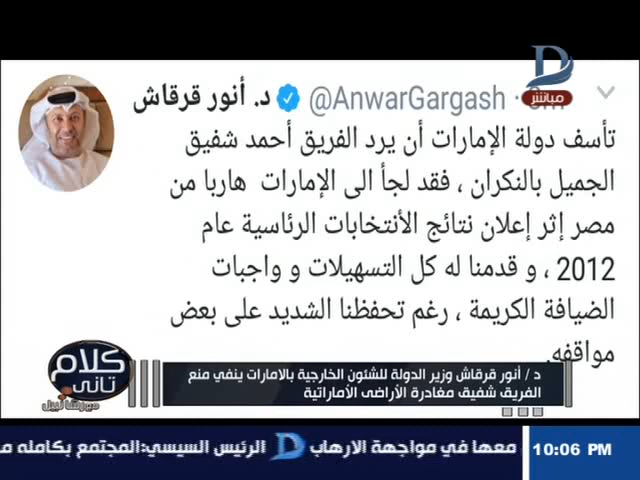 مباشر
د. أنور قرقاش @AnwarGargash
تأسف دولة الإمارات أن يرد الفريق أحمد شفيق
الجميل بالنكران ، فقد لجأ الى الإمارات هاربا من
مصر إثر إعلان نتائج الأنتخابات الرئاسية عام
2012 ، و قدمنا له كل التسهيلات و واجبات
الضيافة الكريمة ، رغم تحفظنا الشديد على بعض
مواقفه.
كلام
تاني
د / أنور قرقاش وزير الدولة للشئون الخارجية بالامارات ينفي منع
الفريق شفيق مغادرة الأراضى الأماراتية
معها في مواجهة الارهاب الرئيس السيسي:المجتمع بكامله م
10:06 PM